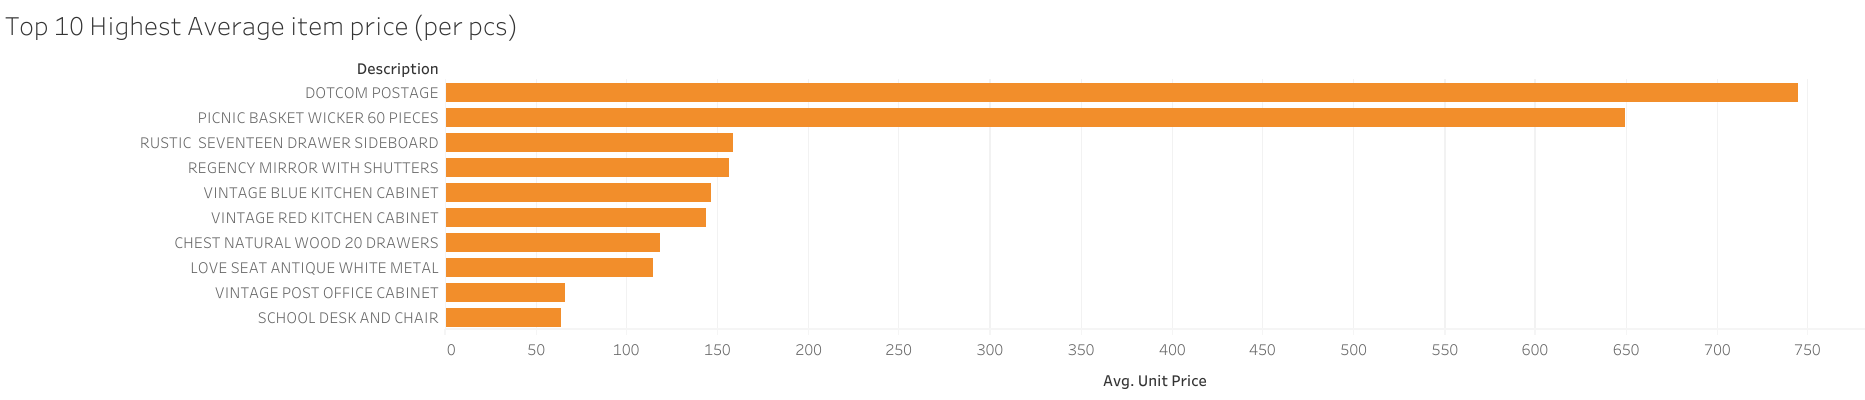 Top 10 Highest Average item price (per pcs)
Description
DOTCOM POSTAGE
PICNIC BASKET WICKER 60 PIECES
RUSTIC  SEVENTEEN DRAWER SIDEBOARD
REGENCY MIRROR WITH SHUTTERS
VINTAGE BLUE KITCHEN CABINET
VINTAGE RED KITCHEN CABINET
CHEST NATURAL WOOD 20 DRAWERS
LOVE SEAT ANTIQUE WHITE METAL
VINTAGE POST OFFICE CABINET
SCHOOL DESK AND CHAIR
0 50 100 150 200 250 300 350 400 450 500 550 600 650 700 750
Avg. Unit Price